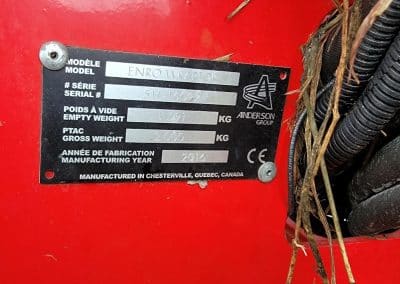 MODÈLE
MODEL
# SÉRIE
SERIAL #
POIDS À VIDE
EMPTY WEIGHT KG
PTAC
GROSS WEIGHT KG
ANNÉE DE FABRICATION
MANUFACTURING YEAR
ANDERSON
GROUP
CE
MANUFACTURED IN CHESTERVILLE, QUEBEC, CANADA